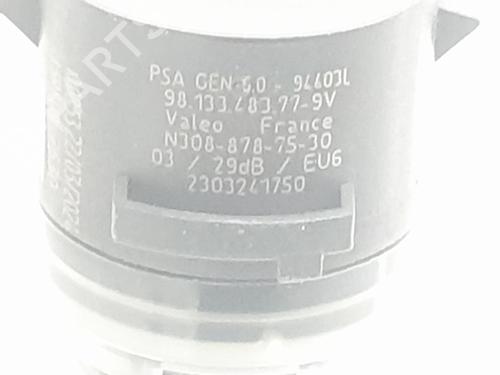 PSA GEN 6.0 - 94403L
98.133.483.77-9V
Valeo France
N308-878-75-30
03 / 29dB / EU6
2303241750